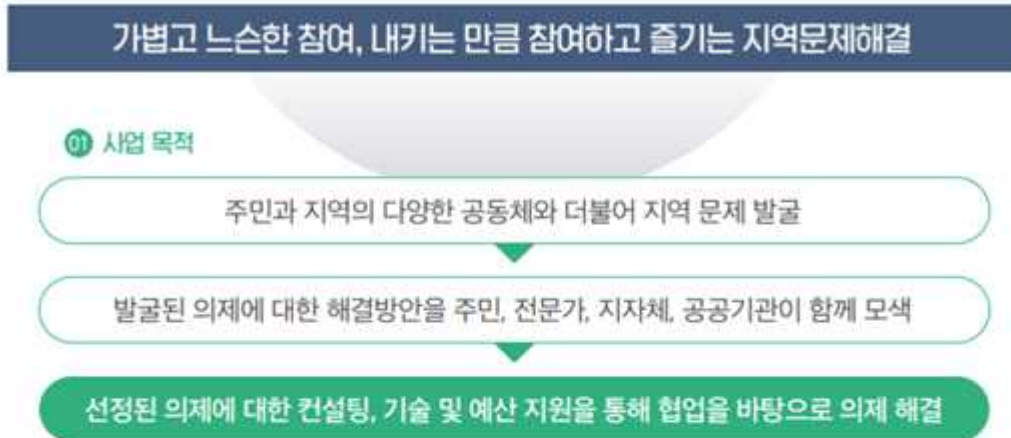 가볍고 느슨한 참여, 내키는 만큼 참여하고 즐기는 지역문제해결
01 사업 목적
주민과 지역의 다양한 공동체와 더불어 지역 문제 발굴
발굴된 의제에 대한 해결방안을 주민, 전문가, 지자체, 공공기관이 함께 모색
선정된 의제에 대한 컨설팅, 기술 및 예산 지원을 통해 협업을 바탕으로 의제 해결